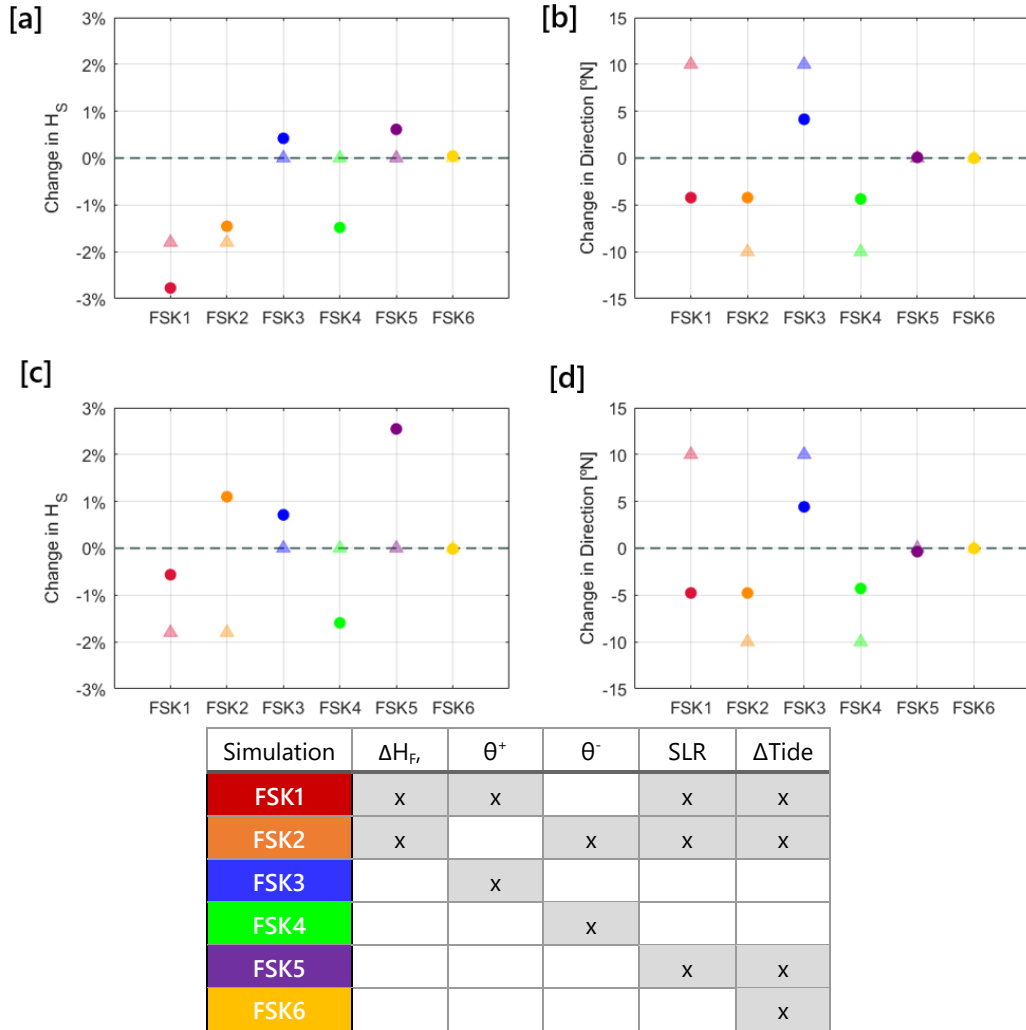 [a]
3%
2%
1%
0%
-1%
-2%
-3%
Change in H_S
FSK1 FSK2 FSK3 FSK4 FSK5 FSK6
[b]
15
10
5
0
-5
-10
-15
Change in Direction [ºN]
FSK1 FSK2 FSK3 FSK4 FSK5 FSK6
[c]
3%
2%
1%
0%
-1%
-2%
-3%
Change in H_S
FSK1 FSK2 FSK3 FSK4 FSK5 FSK6
[d]
15
10
5
0
-5
-10
-15
Change in Direction [ºN]
FSK1 FSK2 FSK3 FSK4 FSK5 FSK6
Simulation ΔH_F, θ⁺ θ⁻ SLR ΔTide
FSK1 x x x x
FSK2 x x x x
FSK3 x
FSK4 x
FSK5 x x
FSK6 x